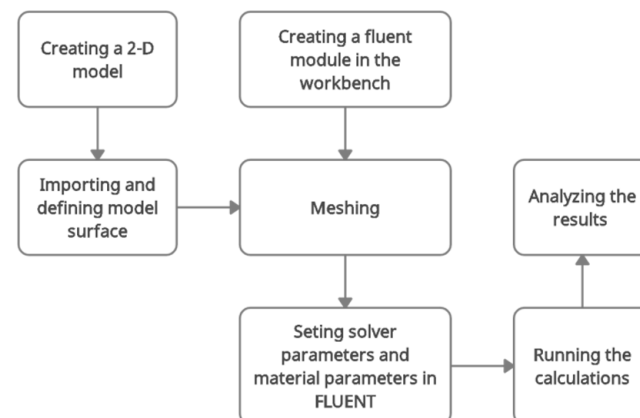 Creating a 2-D
model
Creating a fluent
module in the
workbench
Importing and
defining model
surface
Meshing
Analyzing the
results
Seting solver
parameters and
material parameters in
FLUENT
Running the
calculations